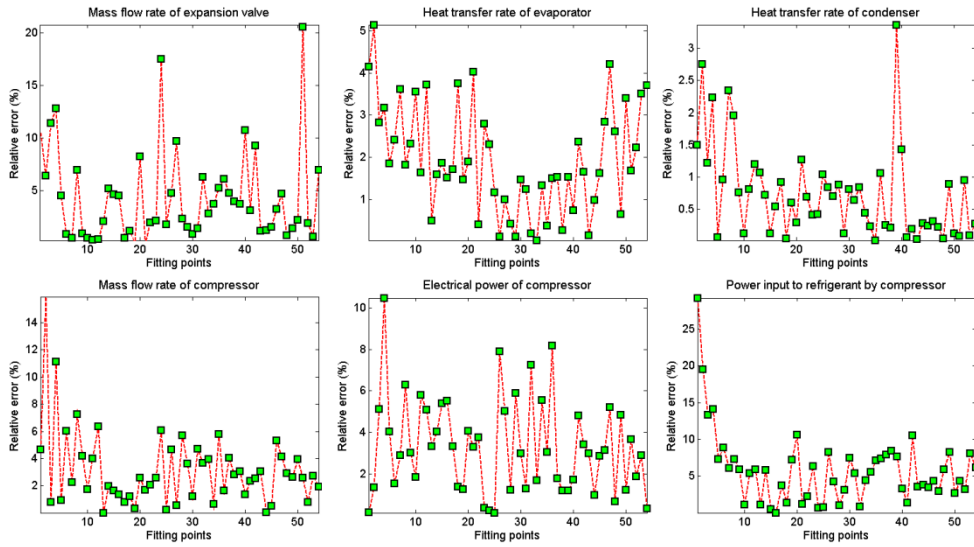 Mass flow rate of expansion valve
Relative error (%)
20
15
10
5
10 20 30 40 50
Fitting points
Heat transfer rate of evaporator
Relative error (%)
5
4
3
2
1
10 20 30 40 50
Fitting points
Heat transfer rate of condenser
Relative error (%)
3
2.5
2
1.5
1
0.5
10 20 30 40 50
Fitting points
Mass flow rate of compressor
Relative error (%)
14
12
10
8
6
4
2
10 20 30 40 50
Fitting points
Electrical power of compressor
Relative error (%)
10
8
6
4
2
10 20 30 40 50
Fitting points
Power input to refrigerant by compressor
Relative error (%)
25
20
15
10
5
10 20 30 40 50
Fitting points